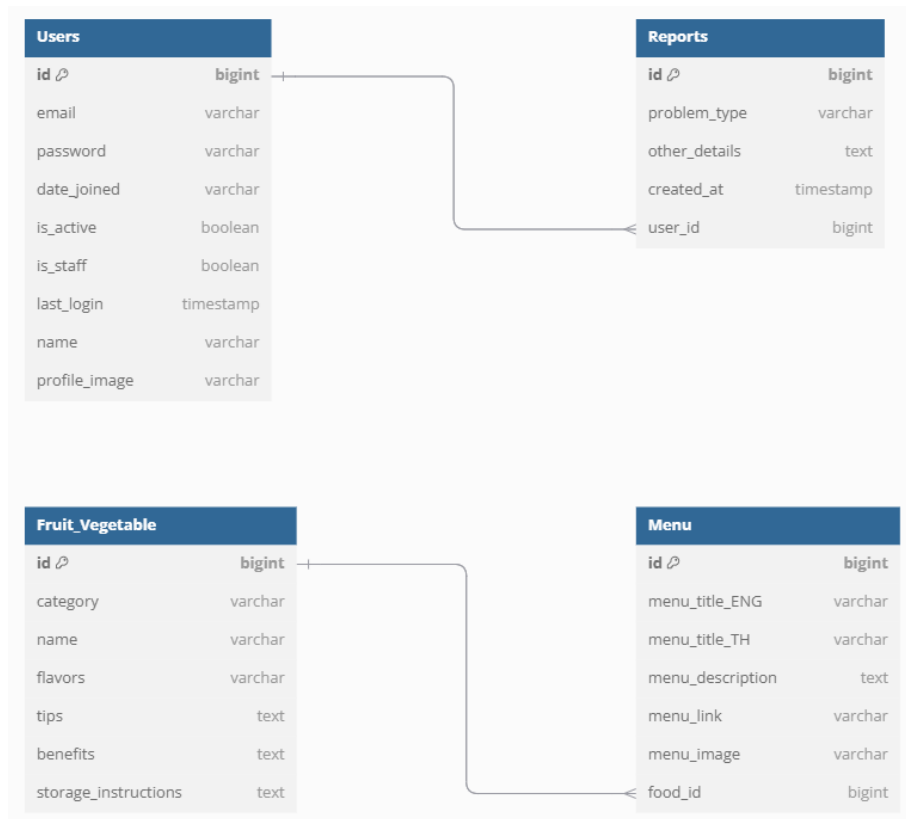 Users
id bigint
email varchar
password varchar
date_joined varchar
is_active boolean
is_staff boolean
last_login timestamp
name varchar
profile_image varchar
Reports
id bigint
problem_type varchar
other_details text
created_at timestamp
user_id bigint
Fruit_Vegetable
id bigint
category varchar
name varchar
flavors varchar
tips text
benefits text
storage_instructions text
Menu
id bigint
menu_title_ENG varchar
menu_title_TH varchar
menu_description text
menu_link varchar
menu_image varchar
food_id bigint